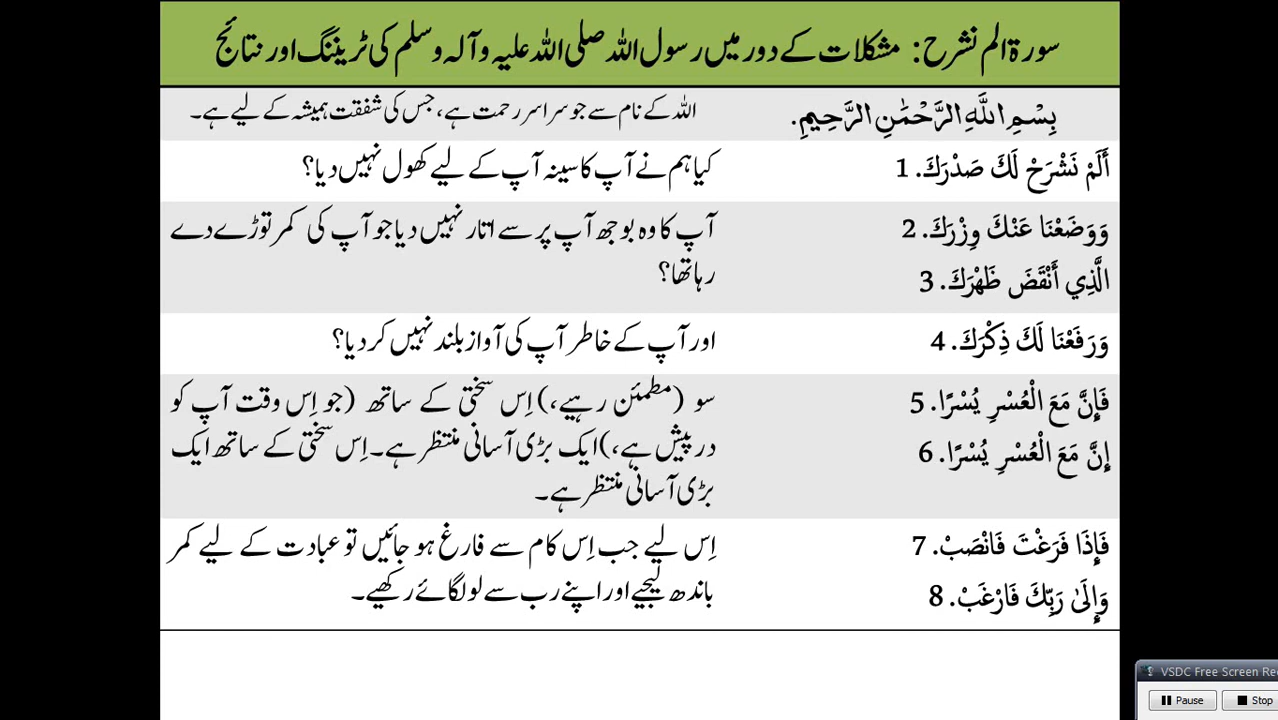 سورۃ الم نشرح: مشکلات کے دور میں رسول اللہ صلی اللہ علیہ وآلہ وسلم کی ٹریننگ اور نتائج
بِسْمِ اللَّهِ الرَّحْمَٰنِ الرَّحِيمِ.
اللہ کے نام سے جو سراسر رحمت ہے، جس کی شفقت ہمیشہ کے لیے ہے۔
أَلَمْ نَشْرَحْ لَكَ صَدْرَكَ. 1
کیا ہم نے آپ کا سینہ آپ کے لیے کھول نہیں دیا؟
وَوَضَعْنَا عَنْكَ وِزْرَكَ. 2
الَّذِي أَنْقَضَ ظَهْرَكَ. 3
آپ کا وہ بوجھ آپ پر سے اتار نہیں دیا جو آپ کی کمر توڑے دے
رہا تھا؟
وَرَفَعْنَا لَكَ ذِكْرَكَ. 4
اور آپ کے خاطر آپ کی آواز بلند نہیں کر دیا؟
فَإِنَّ مَعَ الْعُسْرِ يُسْرًا. 5
إِنَّ مَعَ الْعُسْرِ يُسْرًا. 6
سو (مطمئن رہیے،) اِس سختی کے ساتھ (جو اِس وقت آپ کو
درپیش ہے،) ایک بڑی آسانی منتظر ہے۔ اِس سختی کے ساتھ ایک
بڑی آسانی منتظر ہے۔
فَإِذَا فَرَغْتَ فَانْصَبْ. 7
وَإِلَىٰ رَبِّكَ فَارْغَبْ. 8
اِس لیے جب اِس کام سے فارغ ہو جائیں تو عبادت کے لیے کمر
باندھ لیجیے اور اپنے رب سے لو لگائے رکھیے۔
VSDC Free Screen Re
Pause
Stop